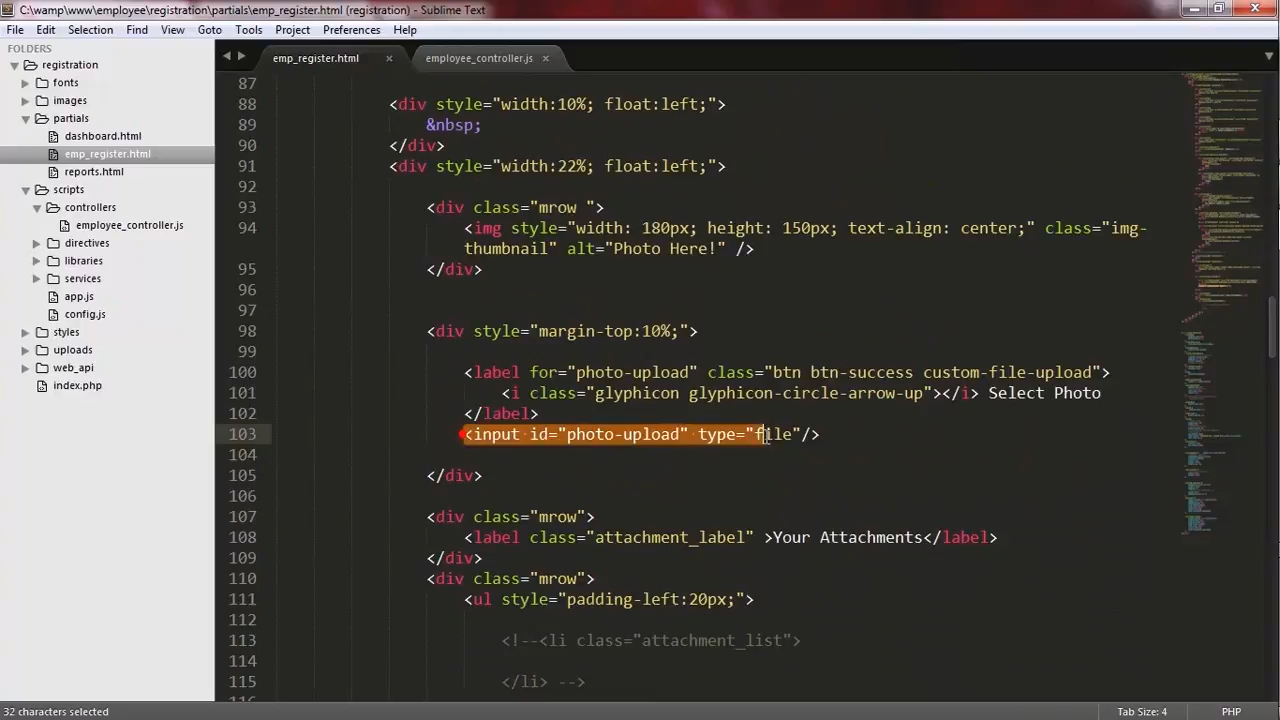 C:\wamp\www\employee\registration\partials\emp_register.html (registration) - Sublime Text
File Edit Selection Find View Goto Tools Project Preferences Help
FOLDERS
registration
fonts
images
partials
dashboard.html
emp_register.html
reports.html
scripts
controllers
employee_controller.js
directives
libraries
services
app.js
config.js
styles
uploads
web_api
index.php
emp_register.html × employee_controller.js ×
87
88 <div style="width:10%; float:left;">
89 &nbsp;
90 </div>
91 <div style="width:22%; float:left;">
92
93 <div class="mrow ">
94 <img style="width: 180px; height: 150px; text-align: center;" class="img-
thumbnail" alt="Photo Here!" />
95 </div>
96
97
98 <div style="margin-top:10%;">
99
100 <label for="photo-upload" class="btn btn-success custom-file-upload">
101 <i class="glyphicon glyphicon-circle-arrow-up"></i> Select Photo
102 </label>
103 <input id="photo-upload" type="file"/>
104
105 </div>
106
107 <div class="mrow">
108 <label class="attachment_label" >Your Attachments</label>
109 </div>
110 <div class="mrow">
111 <ul style="padding-left:20px;">
112
113 <!--<li class="attachment_list">
114
115 </li> -->
32 characters selected Tab Size: 4 PHP